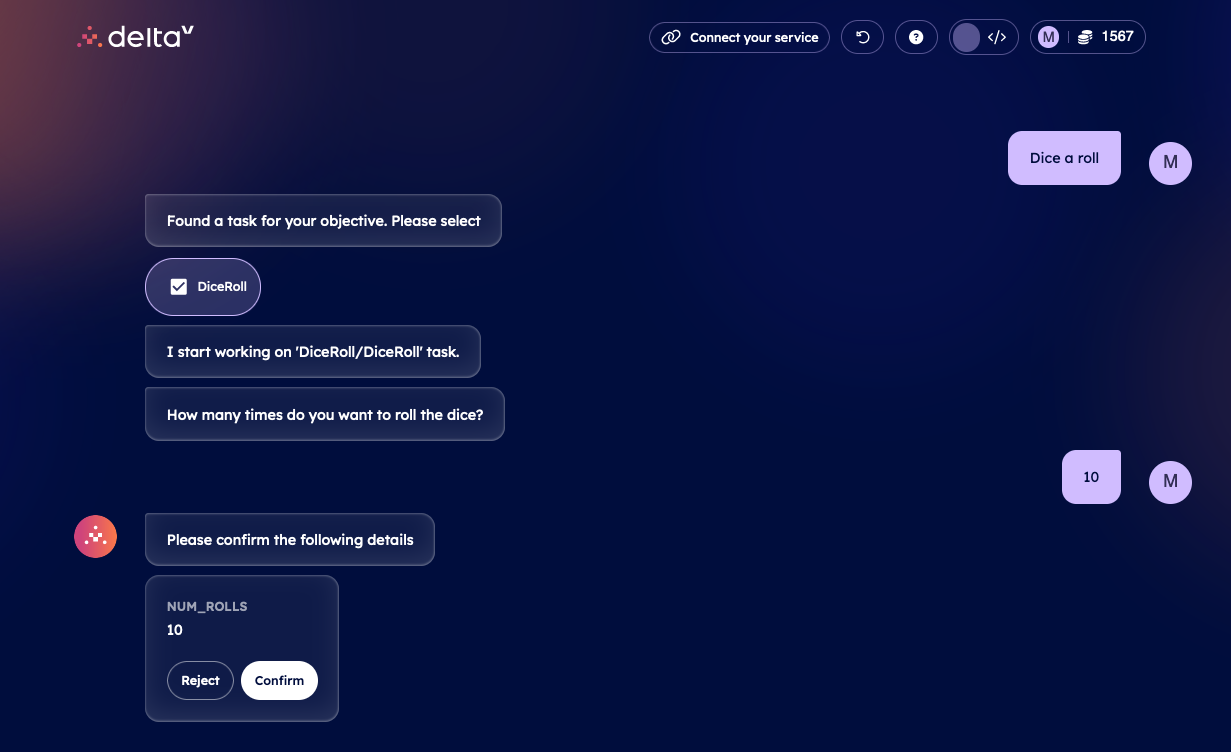 deltaV
Connect your service
?
</>
M
1567
Dice a roll
M
Found a task for your objective. Please select
DiceRoll
I start working on 'DiceRoll/DiceRoll' task.
How many times do you want to roll the dice?
10
M
Please confirm the following details
NUM_ROLLS
10
Reject
Confirm